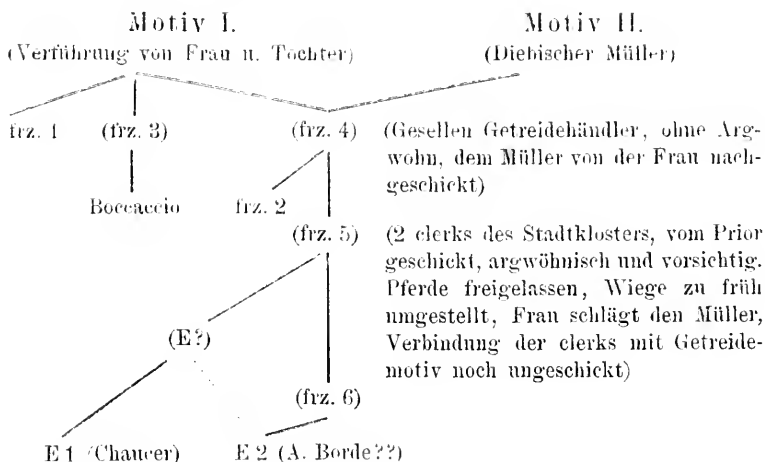 Motiv I. Motiv II.
(Verführung von Frau u. Tochter) (Diebischer Müller)
frz. 1 (frz. 3) (frz. 4) (Gesellen Getreidehändler, ohne Arg-
wohn, dem Müller von der Frau nach-
geschickt)
Boccaccio frz. 2
(frz. 5) (2 clerks des Stadtklosters, vom Prior
geschickt, argwöhnisch und vorsichtig.
Pferde freigelassen, Wiege zu früh
umgestellt, Frau schlägt den Müller,
(E?) Verbindung der clerks mit Getreide-
motiv noch ungeschickt)
(frz. 6)
E 1 (Chaucer) E 2 (A. Borde??)